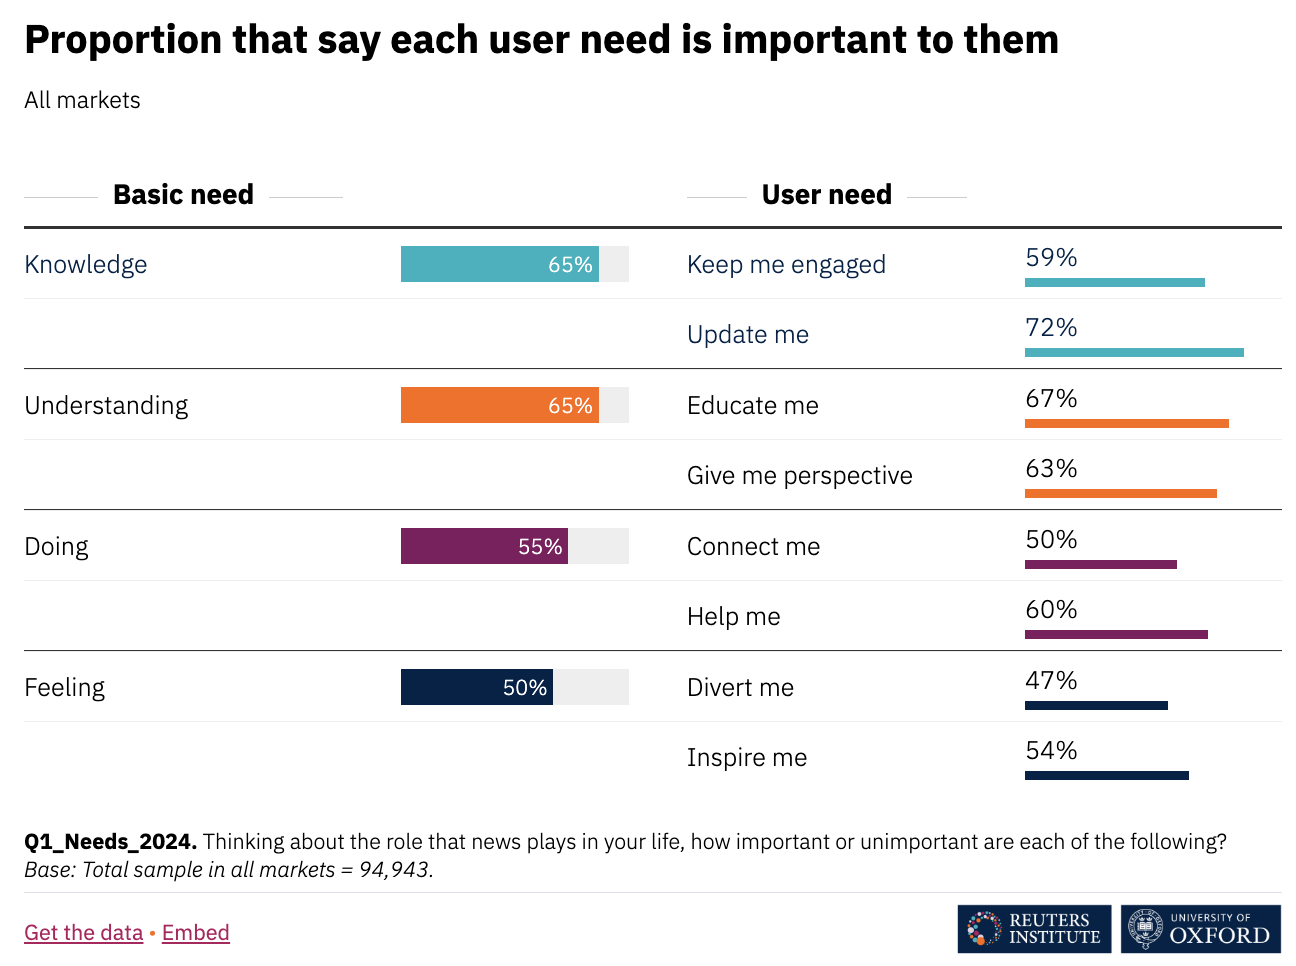 Proportion that say each user need is important to them
All markets
Basic need
User need
Knowledge
65%
Keep me engaged
59%
Update me
72%
Understanding
65%
Educate me
67%
Give me perspective
63%
Doing
55%
Connect me
50%
Help me
60%
Feeling
50%
Divert me
47%
Inspire me
54%
Q1_Needs_2024. Thinking about the role that news plays in your life, how important or unimportant are each of the following?
Base: Total sample in all markets = 94,943.
Get the data • Embed
REUTERS
INSTITUTE
UNIVERSITY OF
OXFORD